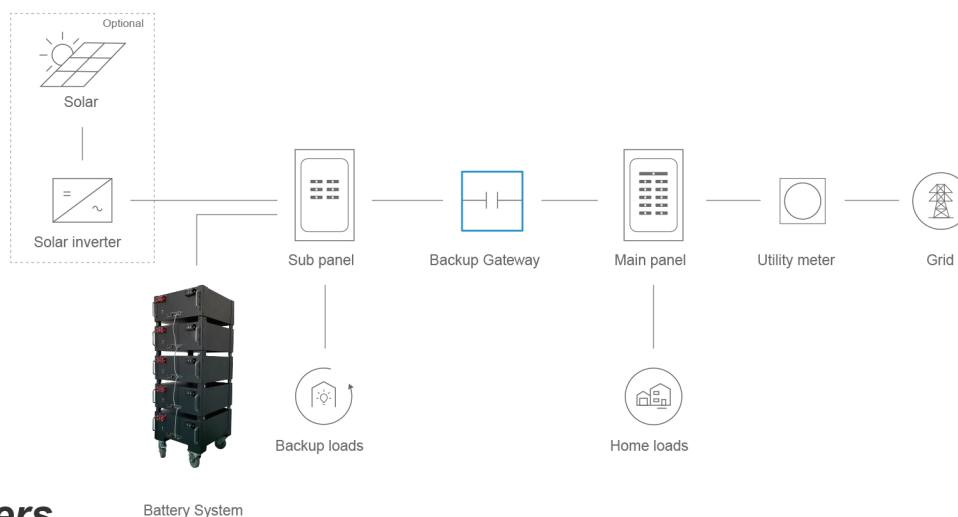 Optional
Solar
Solar inverter
Sub panel
Backup Gateway
Main panel
Utility meter
Grid
Backup loads
Home loads
Battery System